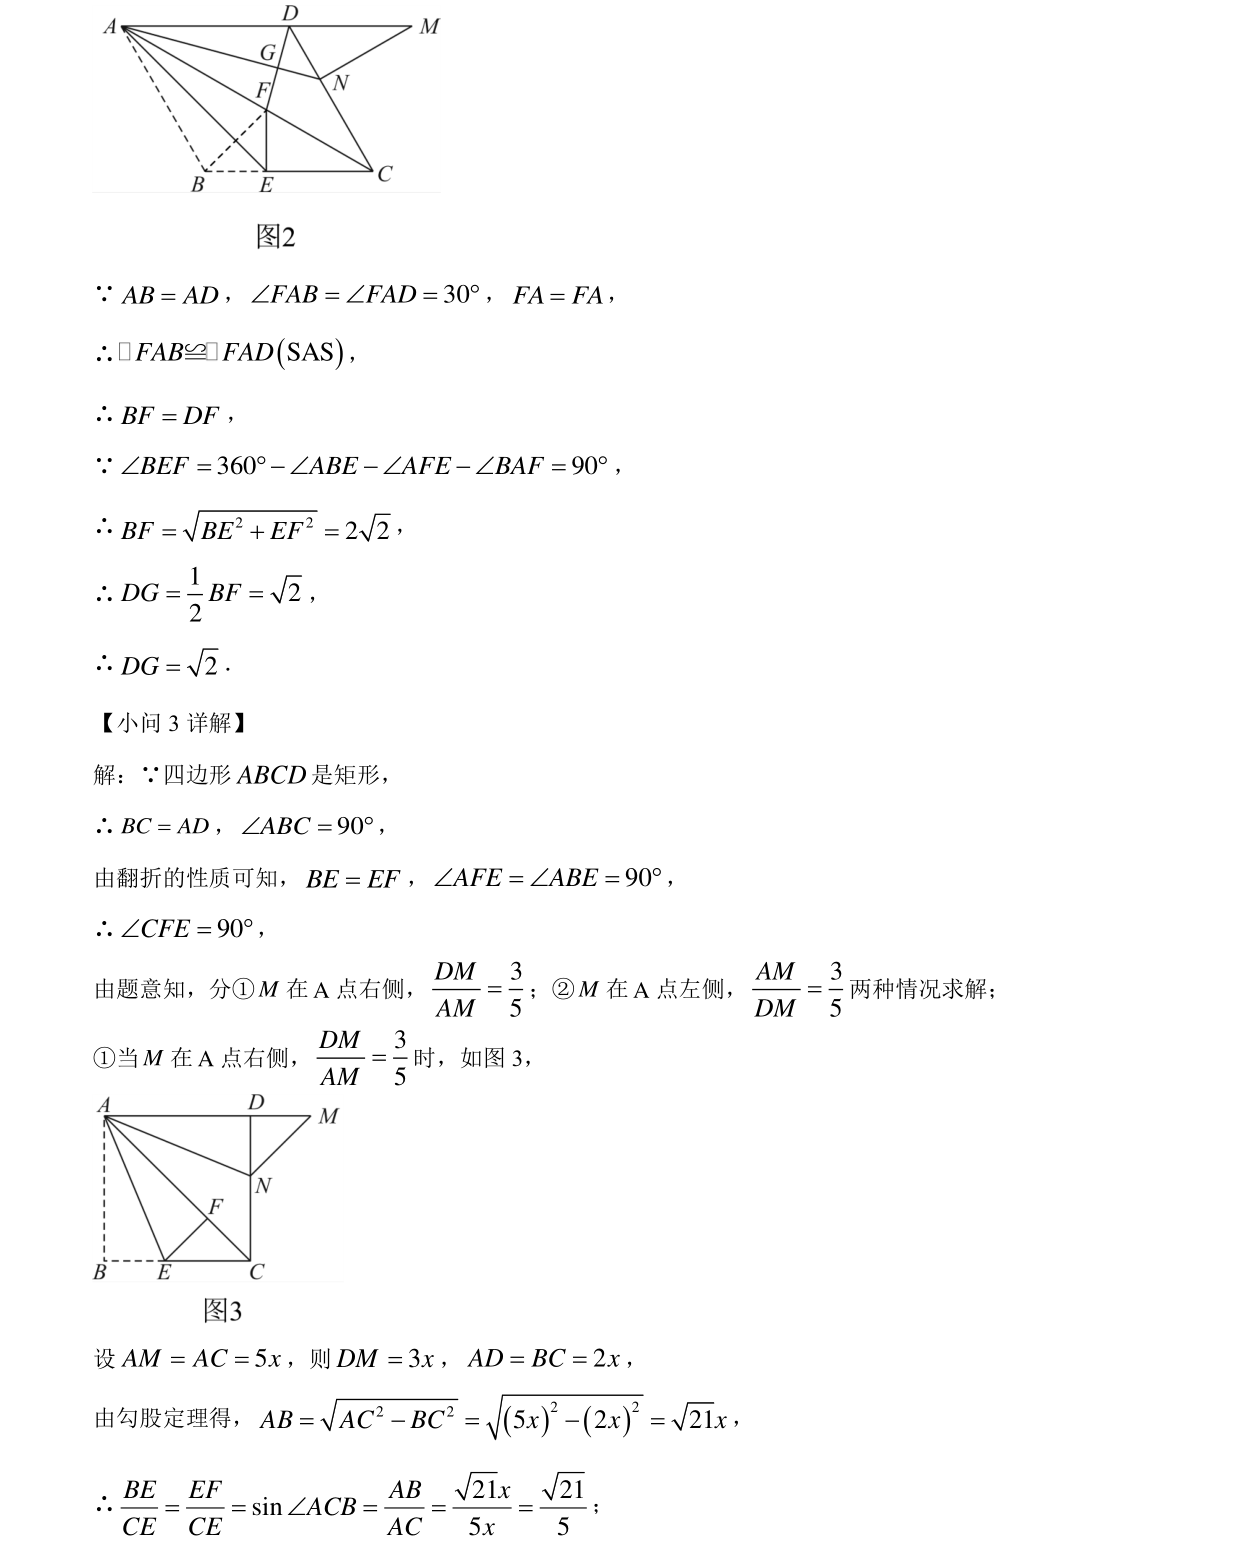 A D M
G
F N
B E C
图2
∵ AB = AD，∠FAB = ∠FAD = 30°，FA = FA，
∴ □FAB≌□FAD(SAS)，
∴ BF = DF，
∵ ∠BEF = 360° − ∠ABE − ∠AFE − ∠BAF = 90°，
∴ BF = √(BE² + EF²) = 2√2，
∴ DG = 1/2 BF = √2，
∴ DG = √2．
【小问 3 详解】
解：∵四边形 ABCD 是矩形，
∴ BC = AD，∠ABC = 90°，
由翻折的性质可知，BE = EF，∠AFE = ∠ABE = 90°，
∴ ∠CFE = 90°，
由题意知，分①M 在 A 点右侧，DM/AM = 3/5；②M 在 A 点左侧，AM/DM = 3/5 两种情况求解；
①当 M 在 A 点右侧，DM/AM = 3/5 时，如图 3，
A D M
N
F
B E C
图3
设 AM = AC = 5x，则 DM = 3x，AD = BC = 2x，
由勾股定理得，AB = √(AC² − BC²) = √((5x)² − (2x)²) = √21x，
∴ BE/CE = EF/CE = sin∠ACB = AB/AC = √21x/5x = √21/5；